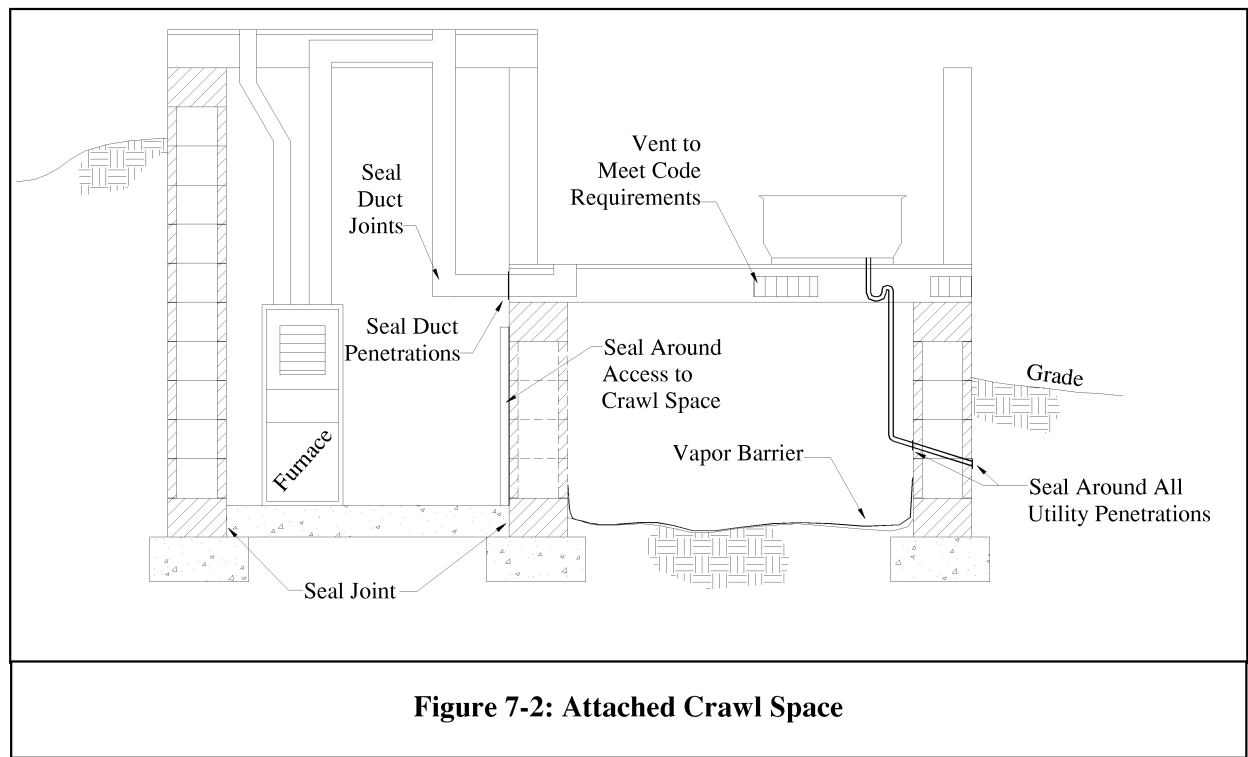 Vent to
Meet Code
Requirements
Seal
Duct
Joints
Seal Duct
Penetrations
Seal Around
Access to
Crawl Space
Grade
Furnace
Vapor Barrier
Seal Around All
Utility Penetrations
Seal Joint
Figure 7-2: Attached Crawl Space